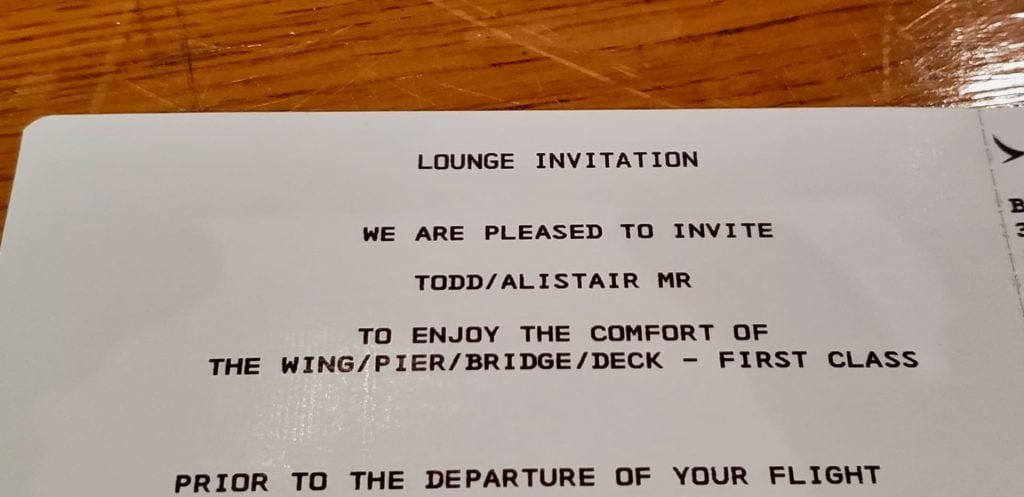 LOUNGE INVITATION
WE ARE PLEASED TO INVITE
TODD/ALISTAIR MR
TO ENJOY THE COMFORT OF
THE WING/PIER/BRIDGE/DECK - FIRST CLASS
PRIOR TO THE DEPARTURE OF YOUR FLIGHT